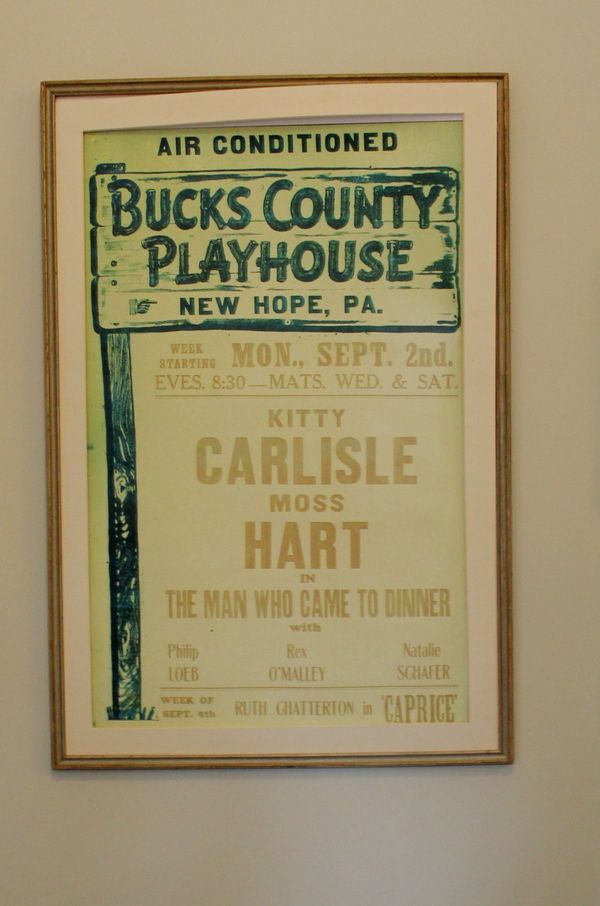 AIR CONDITIONED
BUCKS COUNTY
PLAYHOUSE
NEW HOPE, PA.
WEEK STARTING MON., SEPT. 2nd.
EVES. 8:30—MATS. WED. & SAT.
KITTY
CARLISLE
MOSS
HART
IN
THE MAN WHO CAME TO DINNER
with
Philip Rex Natalie
LOEB O'MALLEY SCHAFER
WEEK OF SEPT. 9th RUTH CHATTERTON in 'CAPRICE'